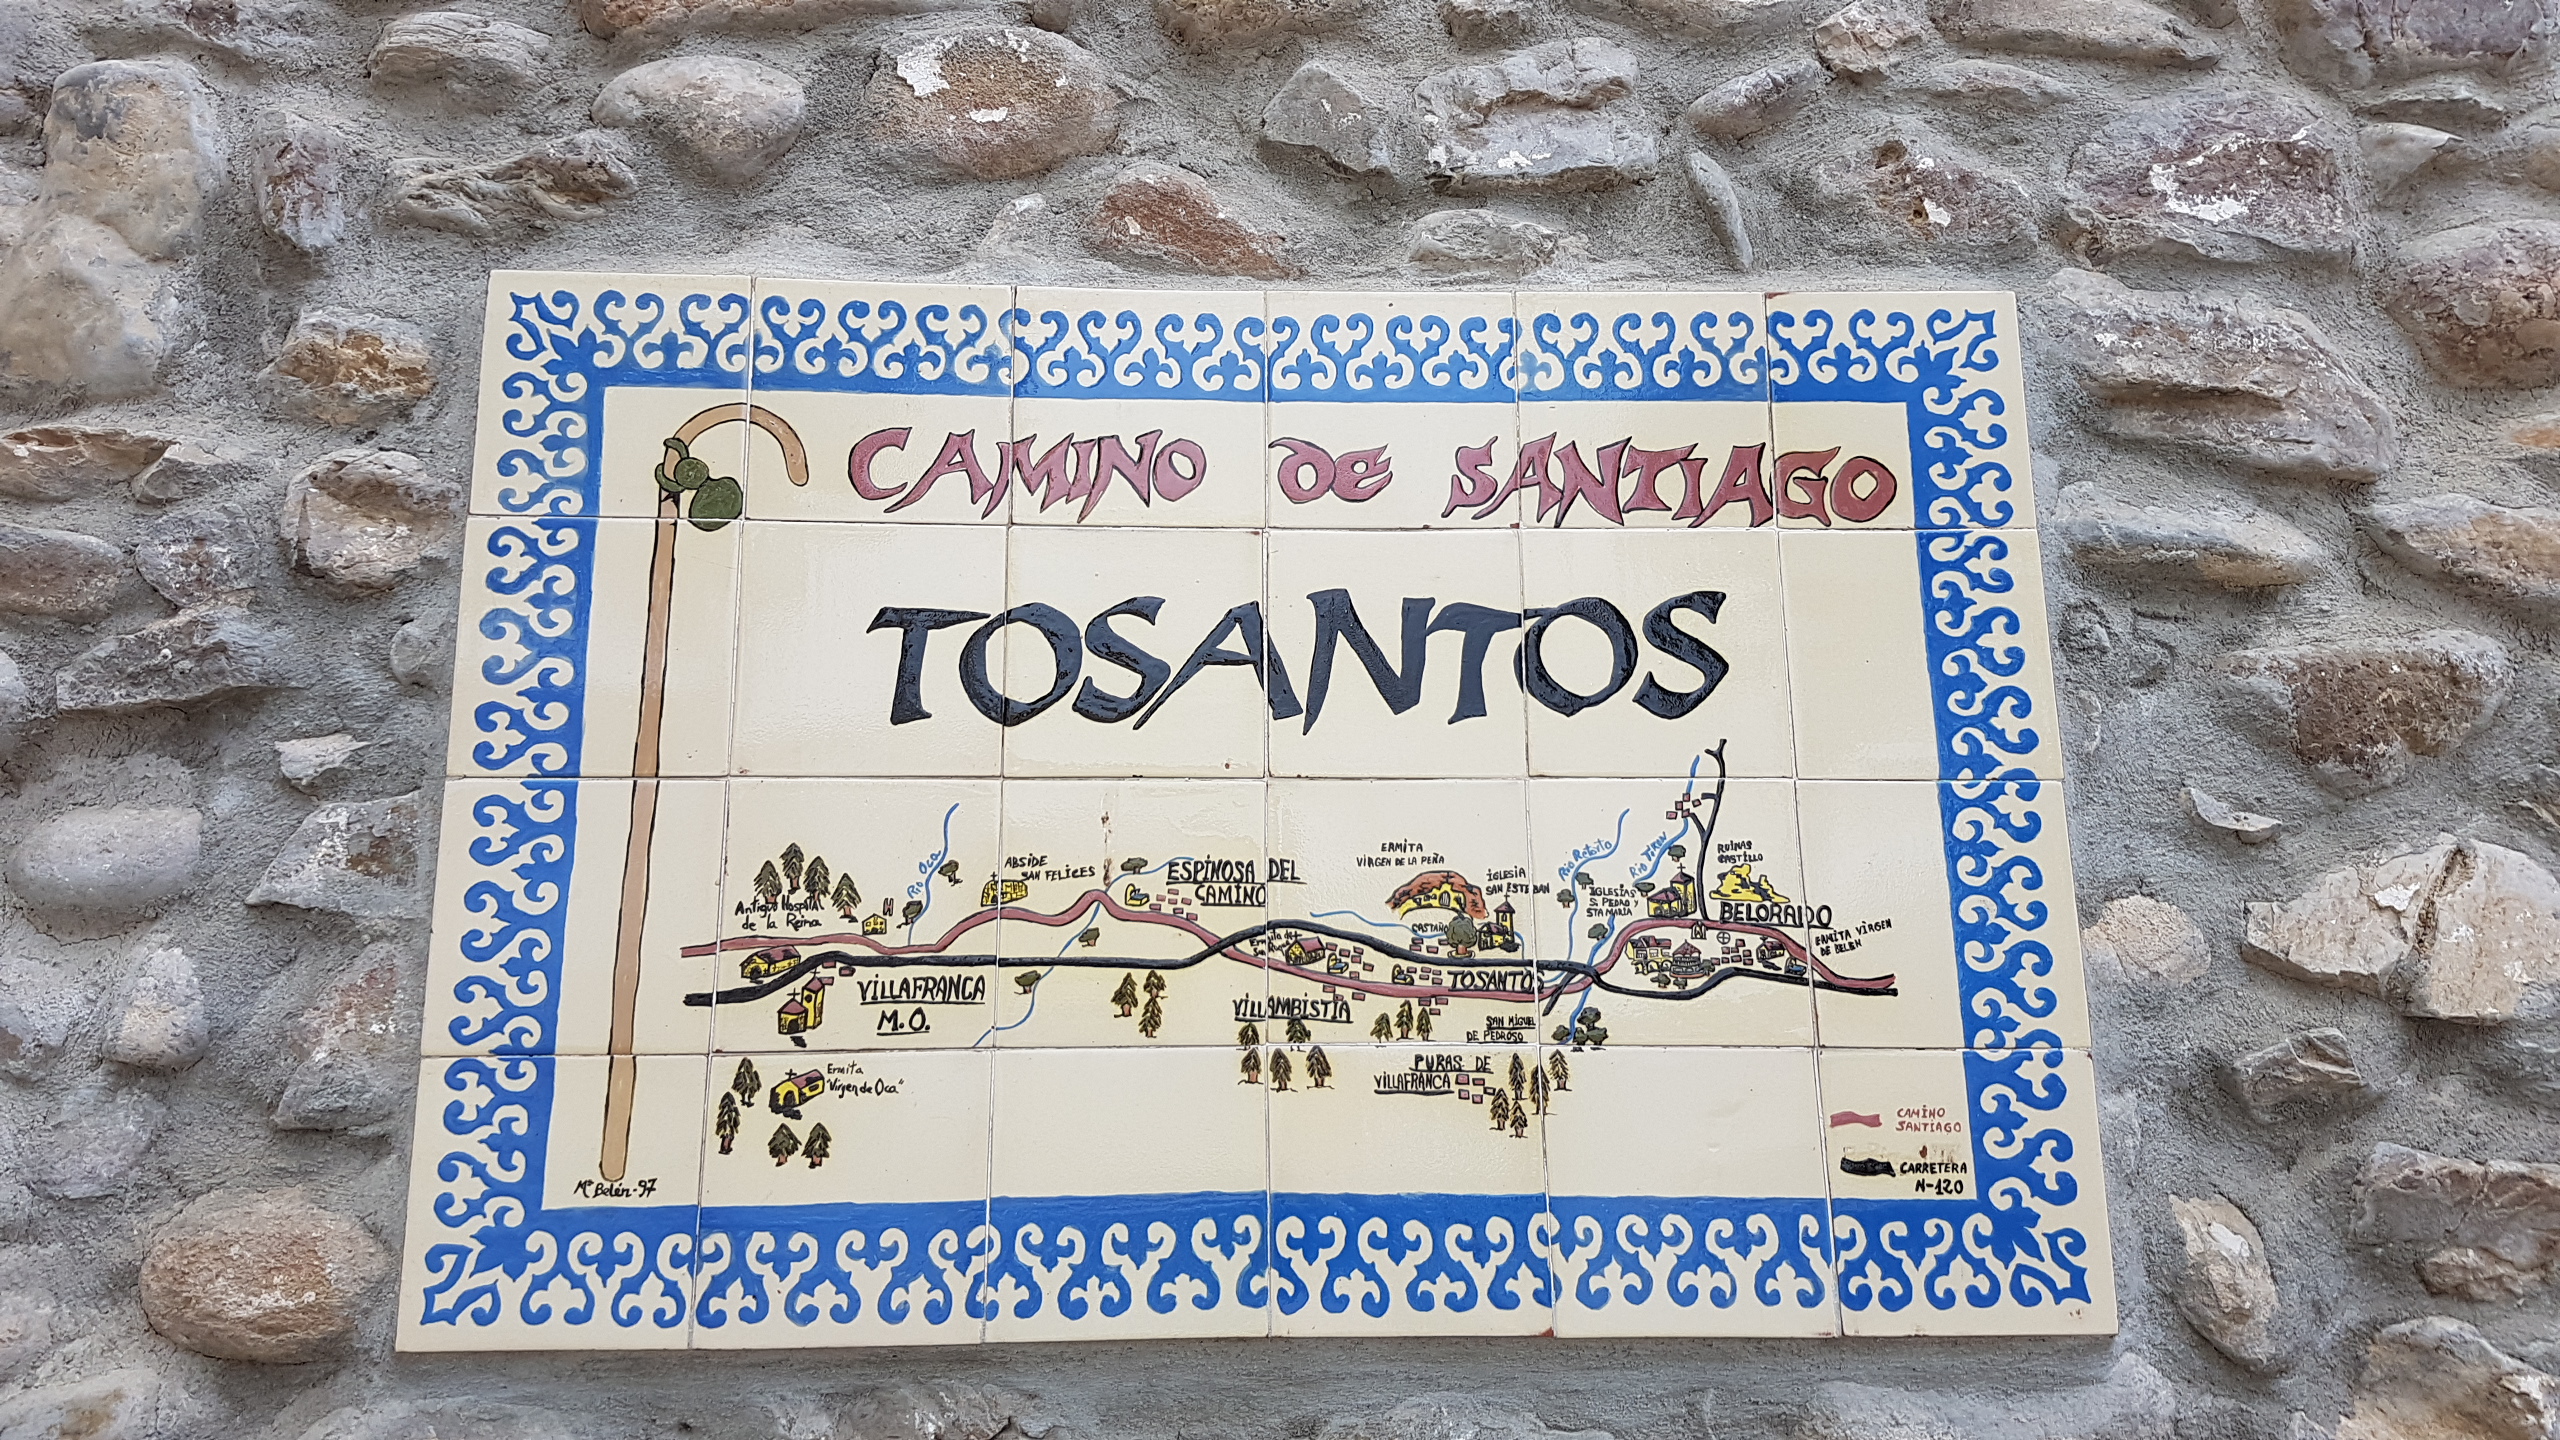 CAMINO de SANTIAGO
TOSANTOS
Antiguo Hospital
de la Reina
Rio Oca
ABSIDE
SAN FELICES
ESPINOSA DEL
CAMINO
ERMITA
VIRGEN DE LA PEÑA
IGLESIA
SAN ESTEBAN
CASTAÑO
Rio Retorto
Rio TIRON
IGLESIAS
S. PEDRO Y
STA MARIA
RUINAS
CASTILLO
BELORADO
ERMITA VIRGEN
DE BELEN
VILLAFRANCA
M.O.
Ermita de
VILLAMBISTIA
TOSANTOS
SAN MIGUEL
DE PEDROSO
PURAS DE
VILLAFRANCA
Ermita
"Virgen de Oca"
CAMINO
SANTIAGO
CARRETERA
N-120
Mª Belén-97